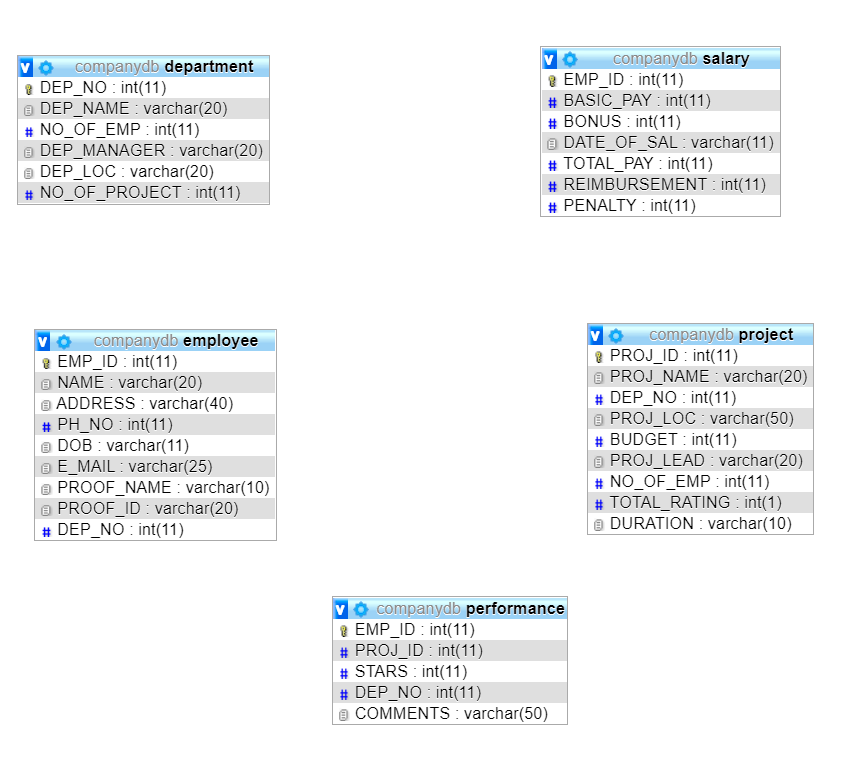 companydb department
DEP_NO : int(11)
DEP_NAME : varchar(20)
NO_OF_EMP : int(11)
DEP_MANAGER : varchar(20)
DEP_LOC : varchar(20)
NO_OF_PROJECT : int(11)
companydb salary
EMP_ID : int(11)
BASIC_PAY : int(11)
BONUS : int(11)
DATE_OF_SAL : varchar(11)
TOTAL_PAY : int(11)
REIMBURSEMENT : int(11)
PENALTY : int(11)
companydb employee
EMP_ID : int(11)
NAME : varchar(20)
ADDRESS : varchar(40)
PH_NO : int(11)
DOB : varchar(11)
E_MAIL : varchar(25)
PROOF_NAME : varchar(10)
PROOF_ID : varchar(20)
DEP_NO : int(11)
companydb project
PROJ_ID : int(11)
PROJ_NAME : varchar(20)
DEP_NO : int(11)
PROJ_LOC : varchar(50)
BUDGET : int(11)
PROJ_LEAD : varchar(20)
NO_OF_EMP : int(11)
TOTAL_RATING : int(1)
DURATION : varchar(10)
companydb performance
EMP_ID : int(11)
PROJ_ID : int(11)
STARS : int(11)
DEP_NO : int(11)
COMMENTS : varchar(50)